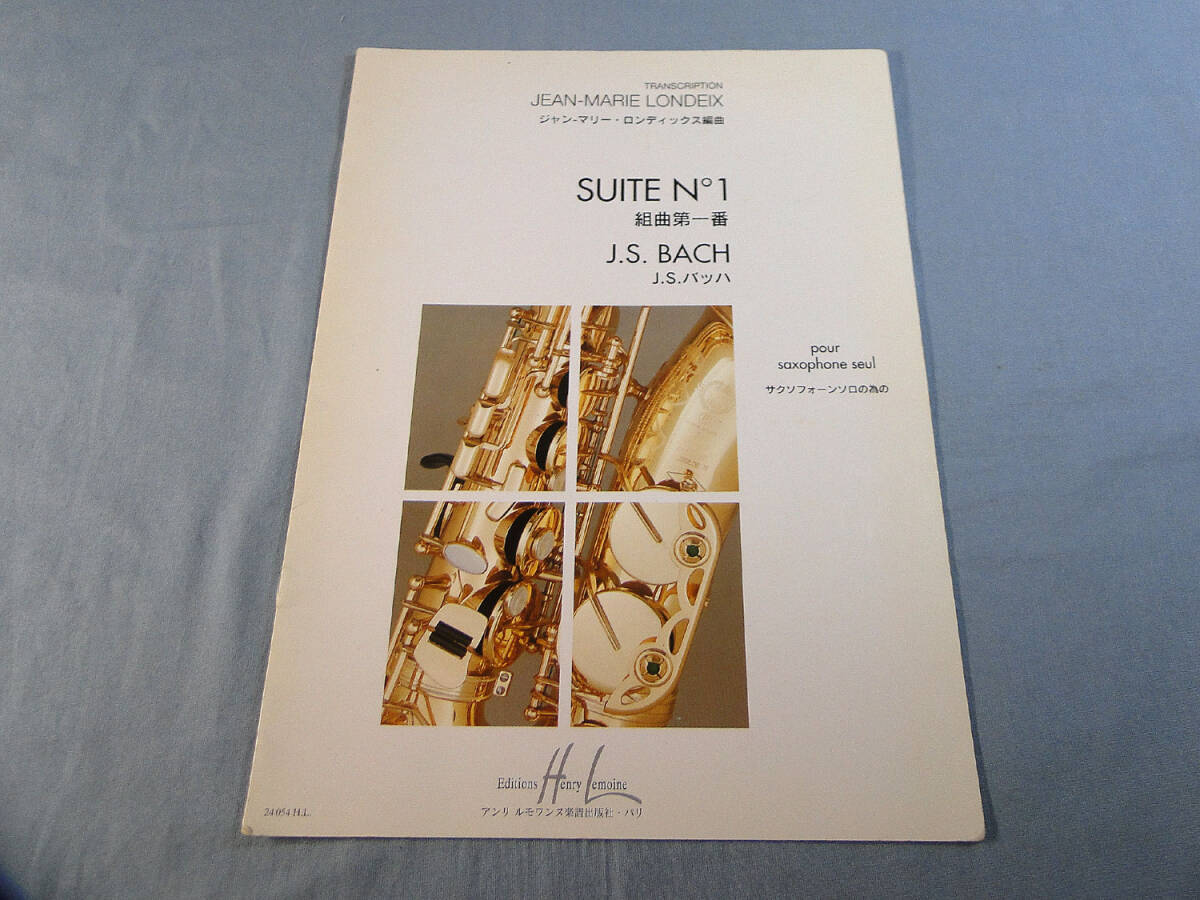 TRANSCRIPTION
JEAN-MARIE LONDEIX
ジャン-マリー・ロンディックス編曲
SUITE N°1
組曲第一番
J.S. BACH
J.S.バッハ
pour
saxophone seul
サクソフォーンソロの為の
Editions Henry Lemoine
アンリ ルモワンヌ楽譜出版社・パリ
24 054 H.L.